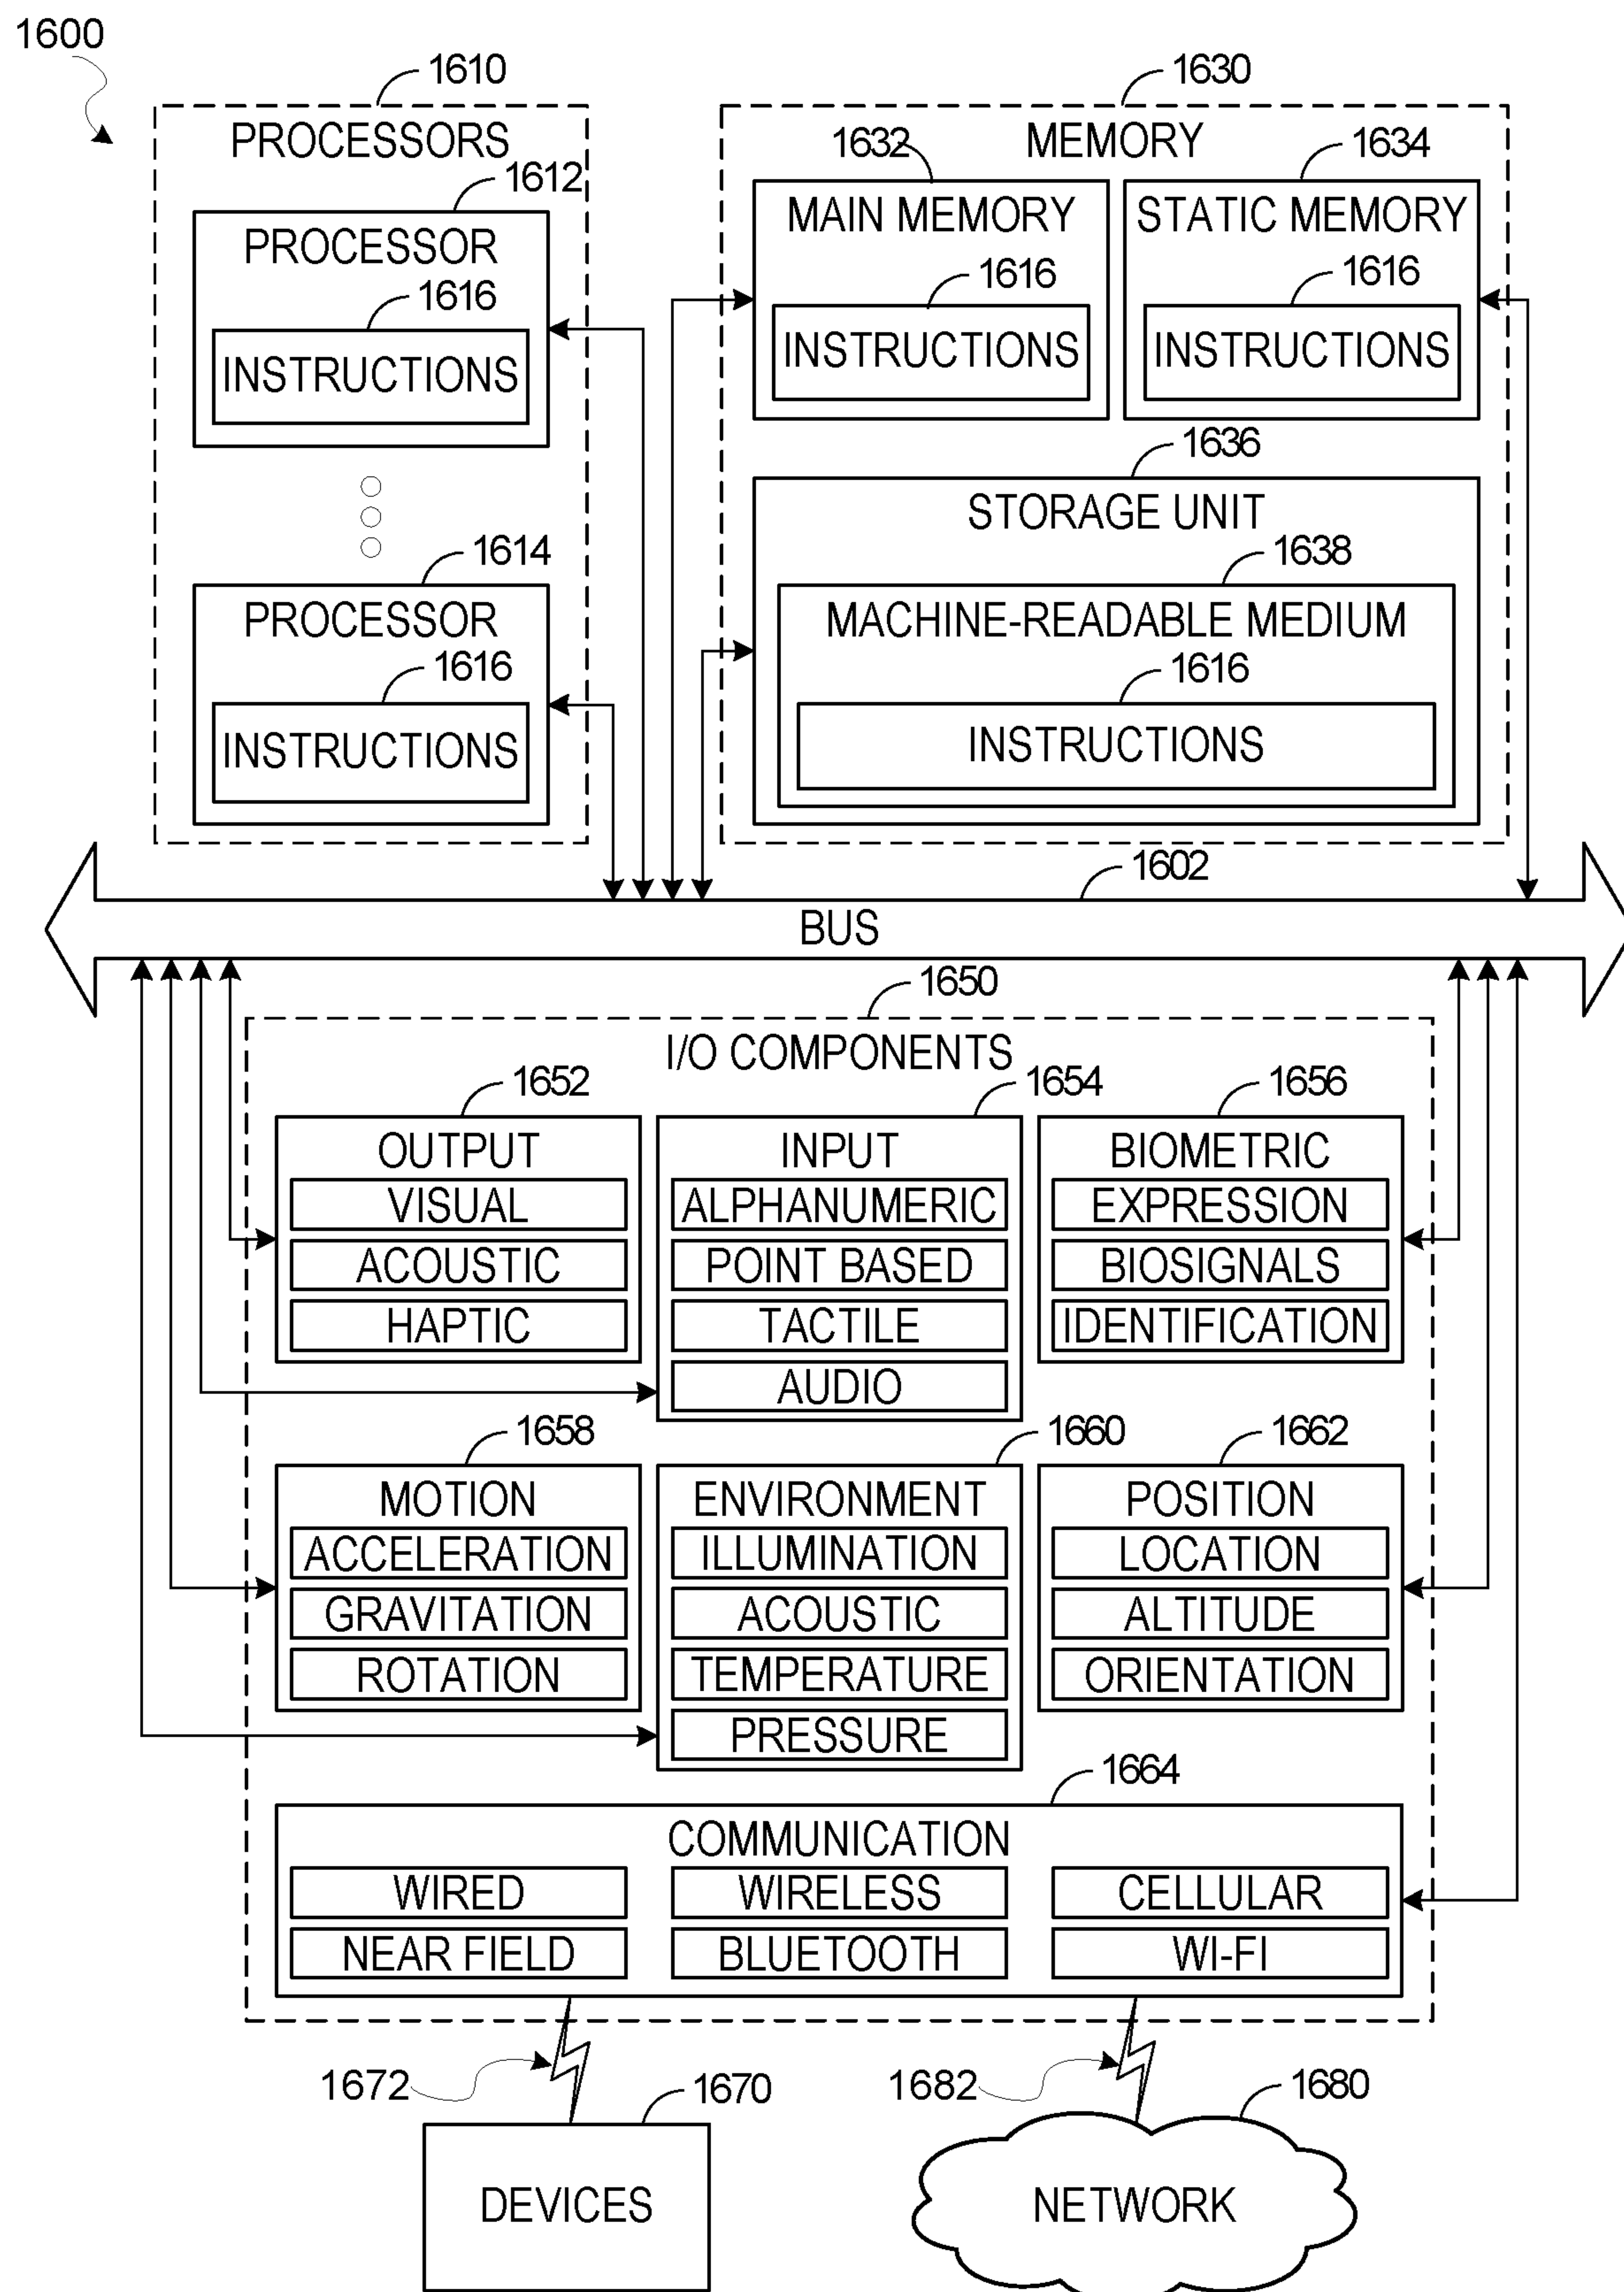 1600
1610
1630
PROCESSORS
1632
MEMORY
1634
1612
PROCESSOR
MAIN MEMORY
STATIC MEMORY
1616
1616
1616
INSTRUCTIONS
INSTRUCTIONS
INSTRUCTIONS
1636
STORAGE UNIT
1614
1638
PROCESSOR
MACHINE-READABLE MEDIUM
1616
1616
INSTRUCTIONS
INSTRUCTIONS
1602
BUS
1650
I/O COMPONENTS
1652
1654
1656
OUTPUT
INPUT
BIOMETRIC
VISUAL
ALPHANUMERIC
EXPRESSION
ACOUSTIC
POINT BASED
BIOSIGNALS
HAPTIC
TACTILE
IDENTIFICATION
AUDIO
1658
1660
1662
MOTION
ENVIRONMENT
POSITION
ACCELERATION
ILLUMINATION
LOCATION
GRAVITATION
ACOUSTIC
ALTITUDE
ROTATION
TEMPERATURE
ORIENTATION
PRESSURE
1664
COMMUNICATION
WIRED
WIRELESS
CELLULAR
NEAR FIELD
BLUETOOTH
WI-FI
1672
1670
1682
1680
DEVICES
NETWORK